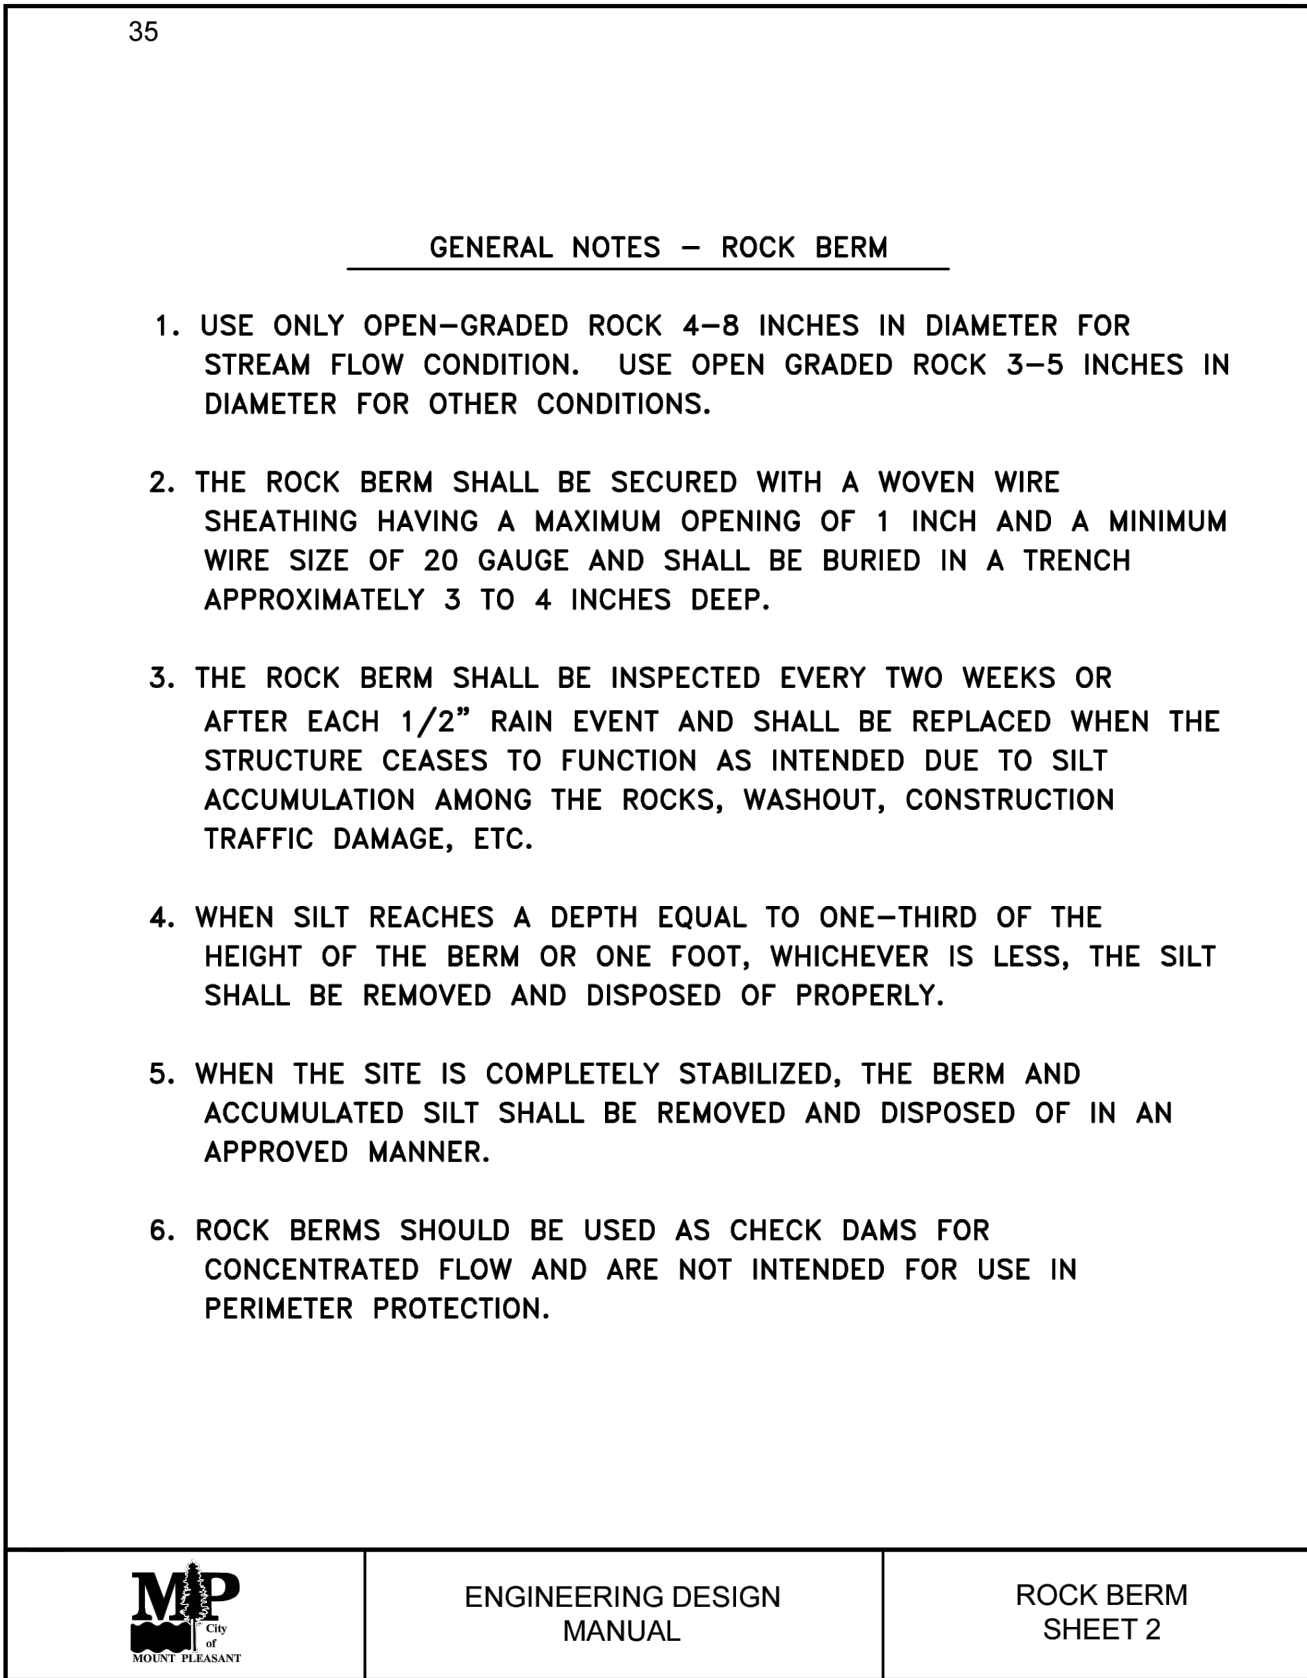 35
GENERAL NOTES – ROCK BERM
1. USE ONLY OPEN–GRADED ROCK 4–8 INCHES IN DIAMETER FOR
STREAM FLOW CONDITION. USE OPEN GRADED ROCK 3–5 INCHES IN
DIAMETER FOR OTHER CONDITIONS.
2. THE ROCK BERM SHALL BE SECURED WITH A WOVEN WIRE
SHEATHING HAVING A MAXIMUM OPENING OF 1 INCH AND A MINIMUM
WIRE SIZE OF 20 GAUGE AND SHALL BE BURIED IN A TRENCH
APPROXIMATELY 3 TO 4 INCHES DEEP.
3. THE ROCK BERM SHALL BE INSPECTED EVERY TWO WEEKS OR
AFTER EACH 1/2” RAIN EVENT AND SHALL BE REPLACED WHEN THE
STRUCTURE CEASES TO FUNCTION AS INTENDED DUE TO SILT
ACCUMULATION AMONG THE ROCKS, WASHOUT, CONSTRUCTION
TRAFFIC DAMAGE, ETC.
4. WHEN SILT REACHES A DEPTH EQUAL TO ONE–THIRD OF THE
HEIGHT OF THE BERM OR ONE FOOT, WHICHEVER IS LESS, THE SILT
SHALL BE REMOVED AND DISPOSED OF PROPERLY.
5. WHEN THE SITE IS COMPLETELY STABILIZED, THE BERM AND
ACCUMULATED SILT SHALL BE REMOVED AND DISPOSED OF IN AN
APPROVED MANNER.
6. ROCK BERMS SHOULD BE USED AS CHECK DAMS FOR
CONCENTRATED FLOW AND ARE NOT INTENDED FOR USE IN
PERIMETER PROTECTION.
MP
City
of
MOUNT PLEASANT
ENGINEERING DESIGN
MANUAL
ROCK BERM
SHEET 2